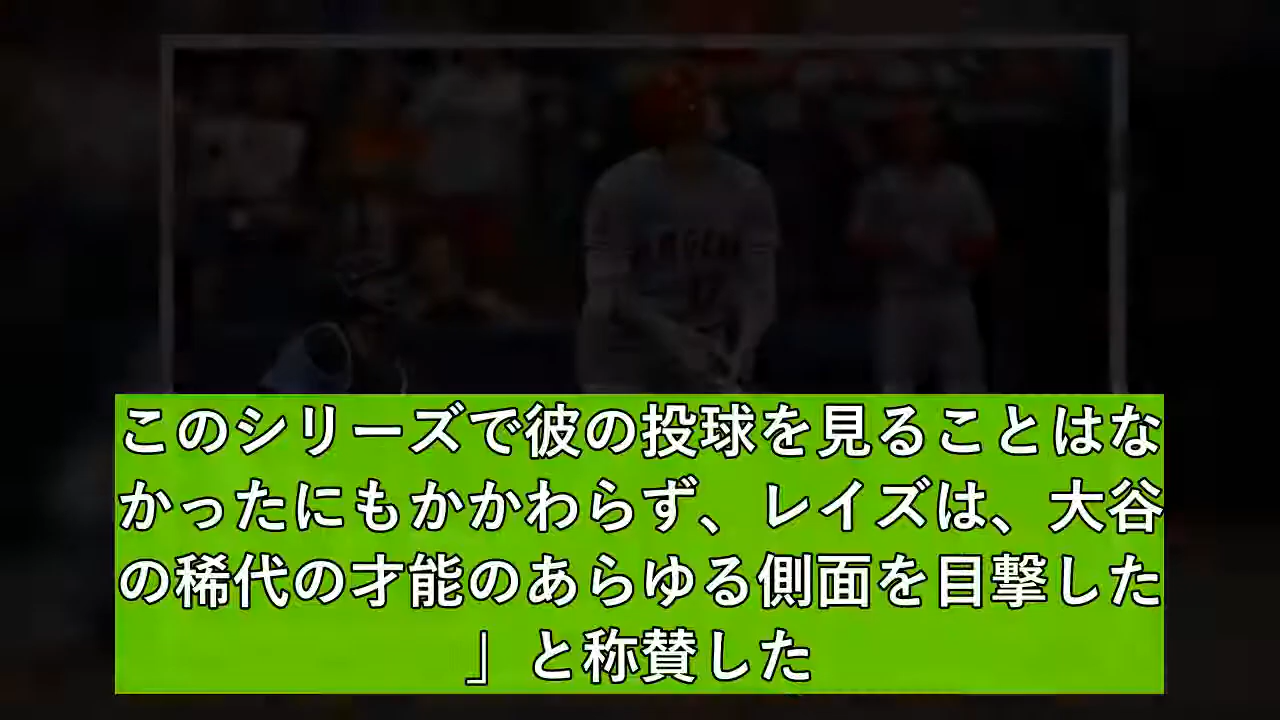 このシリーズで彼の投球を見ることはな
かったにもかかわらず、レイズは、大谷
の稀代の才能のあらゆる側面を目撃した
」と称賛した